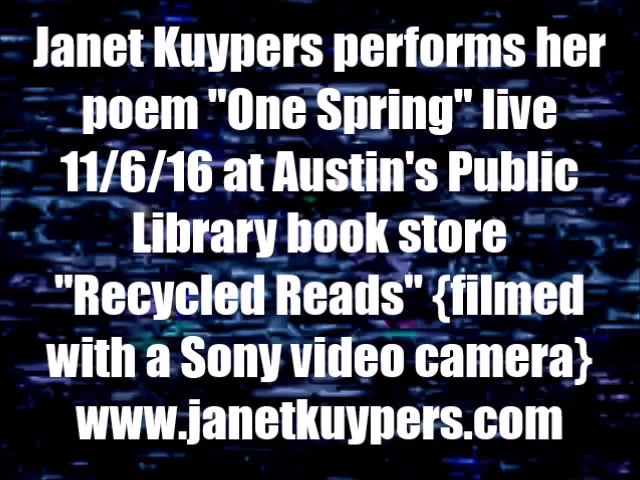 Janet Kuypers performs her
poem "One Spring" live
11/6/16 at Austin's Public
Library book store
"Recycled Reads" {filmed
with a Sony video camera}
www.janetkuypers.com